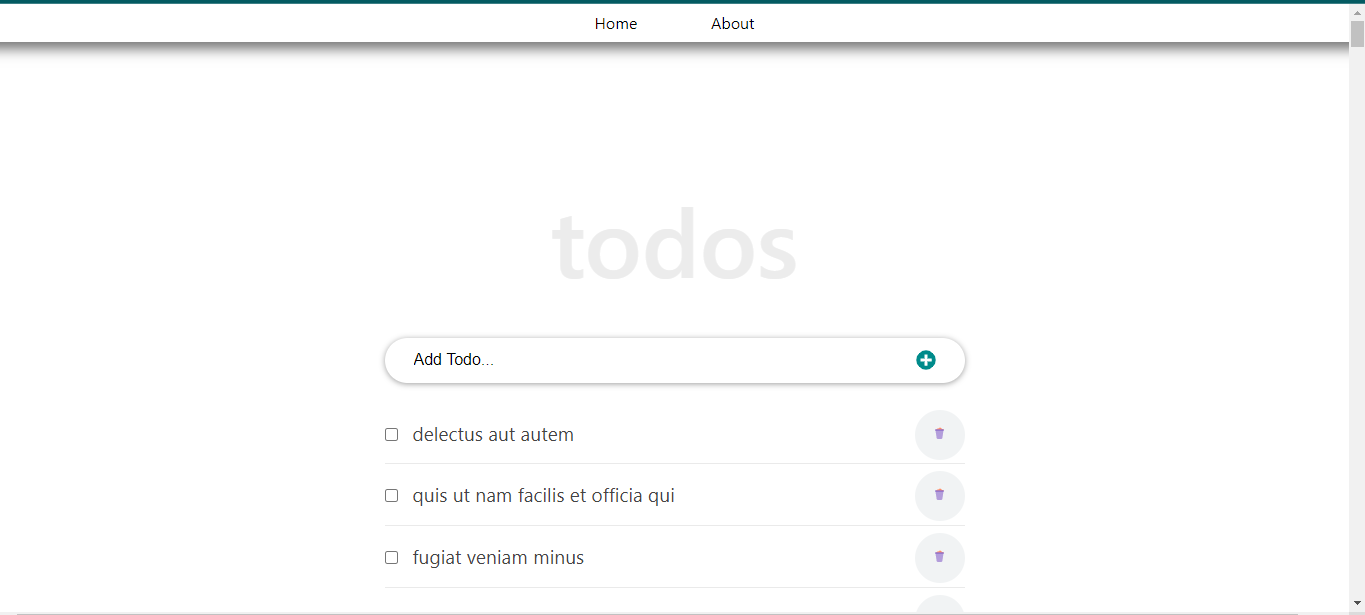 Home About
todos
Add Todo...
delectus aut autem
quis ut nam facilis et officia qui
fugiat veniam minus